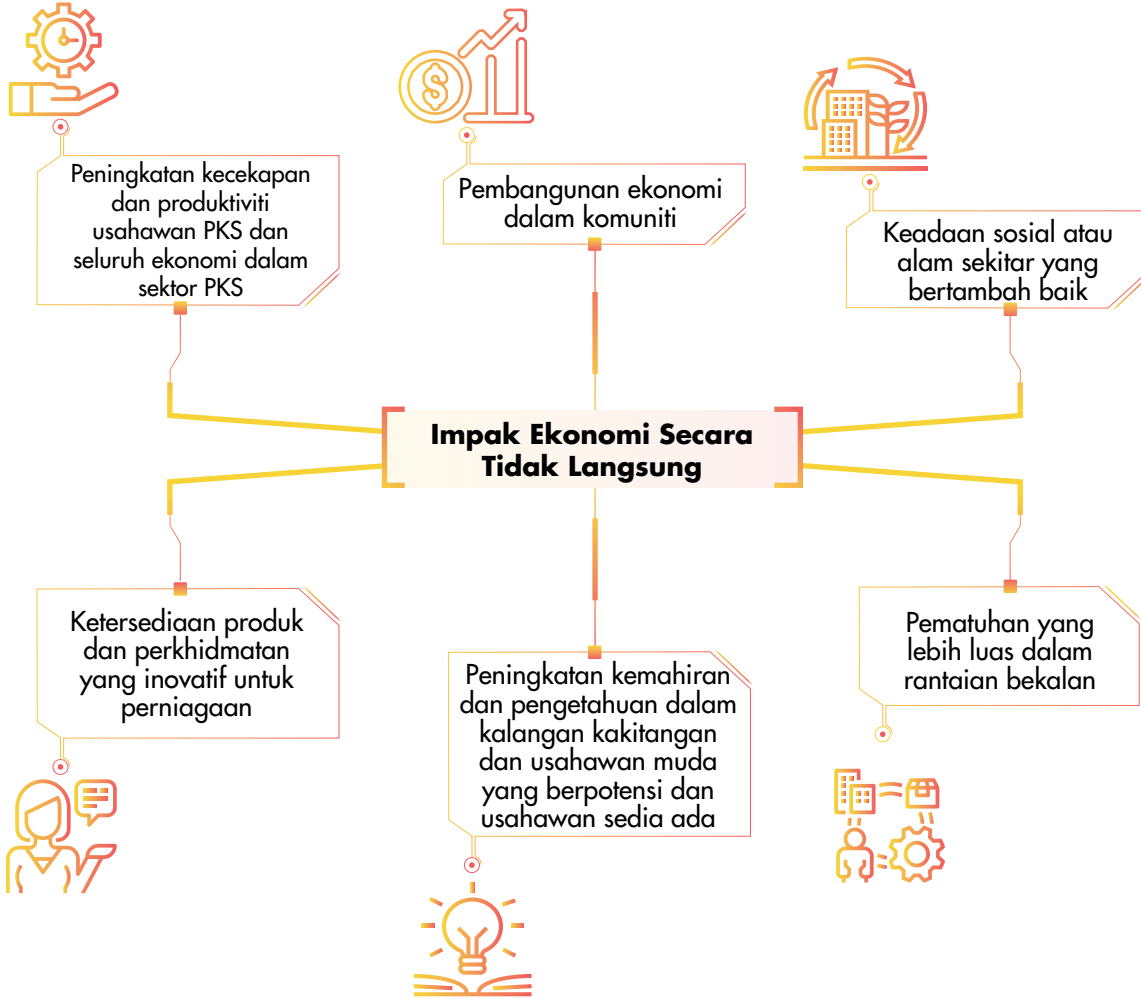 Peningkatan kecekapan
dan produktiviti
usahawan PKS dan
seluruh ekonomi dalam
sektor PKS
Pembangunan ekonomi
dalam komuniti
Keadaan sosial atau
alam sekitar yang
bertambah baik
Impak Ekonomi Secara
Tidak Langsung
Ketersediaan produk
dan perkhidmatan
yang inovatif untuk
perniagaan
Peningkatan kemahiran
dan pengetahuan dalam
kalangan kakitangan
dan usahawan muda
yang berpotensi dan
usahawan sedia ada
Pematuhan yang
lebih luas dalam
rantaian bekalan